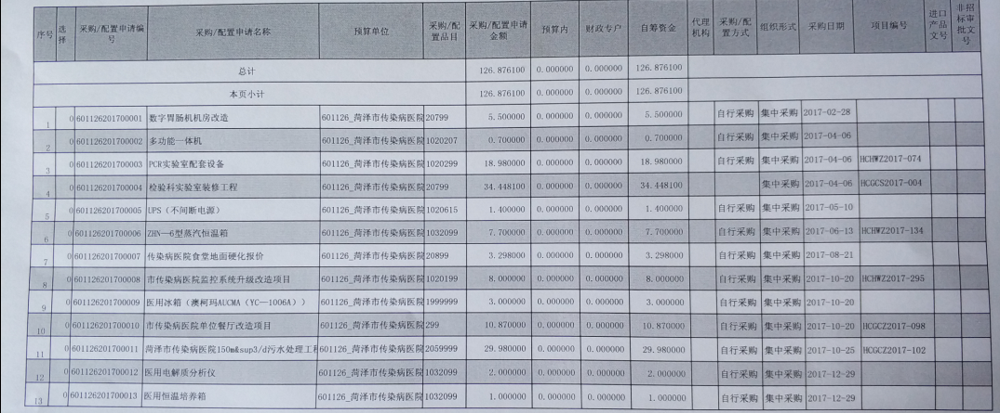 序号 选择 采购/配置申请编号 采购/配置申请名称 预算单位 采购/配置品目 采购/配置申请金额 预算内 财政专户 自筹资金 代理机构 采购/配置方式 组织形式 采购日期 项目编号 进口产品文号 非招标审批文号
总计 126.876100 0.000000 0.000000 126.876100
本页小计 126.876100 0.000000 0.000000 126.876100
1 0 601126201700001 数字胃肠机机房改造 601126_菏泽市传染病医院 20799 5.500000 0.000000 0.000000 5.500000 自行采购 集中采购 2017-02-28
2 0 601126201700002 多功能一体机 601126_菏泽市传染病医院 1020207 0.700000 0.000000 0.000000 0.700000 自行采购 集中采购 2017-04-06
3 0 601126201700003 PCR实验室配套设备 601126_菏泽市传染病医院 1020299 18.980000 0.000000 0.000000 18.980000 自行采购 集中采购 2017-04-06 HCHWZ2017-074
4 0 601126201700004 检验科实验室装修工程 601126_菏泽市传染病医院 20799 34.448100 0.000000 0.000000 34.448100 集中采购 2017-04-06 HCGCS2017-004
5 0 601126201700005 UPS（不间断电源） 601126_菏泽市传染病医院 1020615 1.400000 0.000000 0.000000 1.400000 自行采购 集中采购 2017-05-10
6 0 601126201700006 ZHN—6型蒸汽恒温箱 601126_菏泽市传染病医院 1032099 7.700000 0.000000 0.000000 7.700000 自行采购 集中采购 2017-06-13 HCHWZ2017-134
7 0 601126201700007 传染病医院食堂地面硬化报价 601126_菏泽市传染病医院 20899 3.298000 0.000000 0.000000 3.298000 自行采购 集中采购 2017-08-21
8 0 601126201700008 市传染病医院监控系统升级改造项目 601126_菏泽市传染病医院 1020199 8.000000 0.000000 0.000000 8.000000 自行采购 集中采购 2017-10-20 HCHWZ2017-295
9 0 601126201700009 医用冰箱（澳柯玛AUCMA（YC—1006A）） 601126_菏泽市传染病医院 1999999 3.000000 0.000000 0.000000 3.000000 自行采购 集中采购 2017-10-20
10 0 601126201700010 市传染病医院单位餐厅改造项目 601126_菏泽市传染病医院 299 10.870000 0.000000 0.000000 10.870000 自行采购 集中采购 2017-10-20 HCGCZ2017-098
11 0 601126201700011 菏泽市传染病医院150m&sup3/d污水处理工程 601126_菏泽市传染病医院 2059999 29.980000 0.000000 0.000000 29.980000 自行采购 集中采购 2017-10-25 HCGCZ2017-102
12 0 601126201700012 医用电解质分析仪 601126_菏泽市传染病医院 1032099 2.000000 0.000000 0.000000 2.000000 自行采购 集中采购 2017-12-29
13 0 601126201700013 医用恒温培养箱 601126_菏泽市传染病医院 1032099 1.000000 0.000000 0.000000 1.000000 自行采购 集中采购 2017-12-29